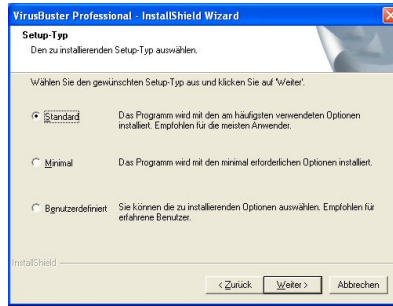 VirusBuster Professional - InstallShield Wizard
Setup-Typ
Den zu installierenden Setup-Typ auswählen.
Wählen Sie den gewünschten Setup-Typ aus und klicken Sie auf 'Weiter'.
Standard
Das Programm wird mit den am häufigsten verwendeten Optionen
installiert. Empfohlen für die meisten Anwender.
Minimal
Das Programm wird mit den minimal erforderlichen Optionen installiert.
Benutzerdefiniert
Sie können die zu installierenden Optionen auswählen. Empfohlen für
erfahrene Benutzer.
InstallShield
< Zurück Weiter > Abbrechen